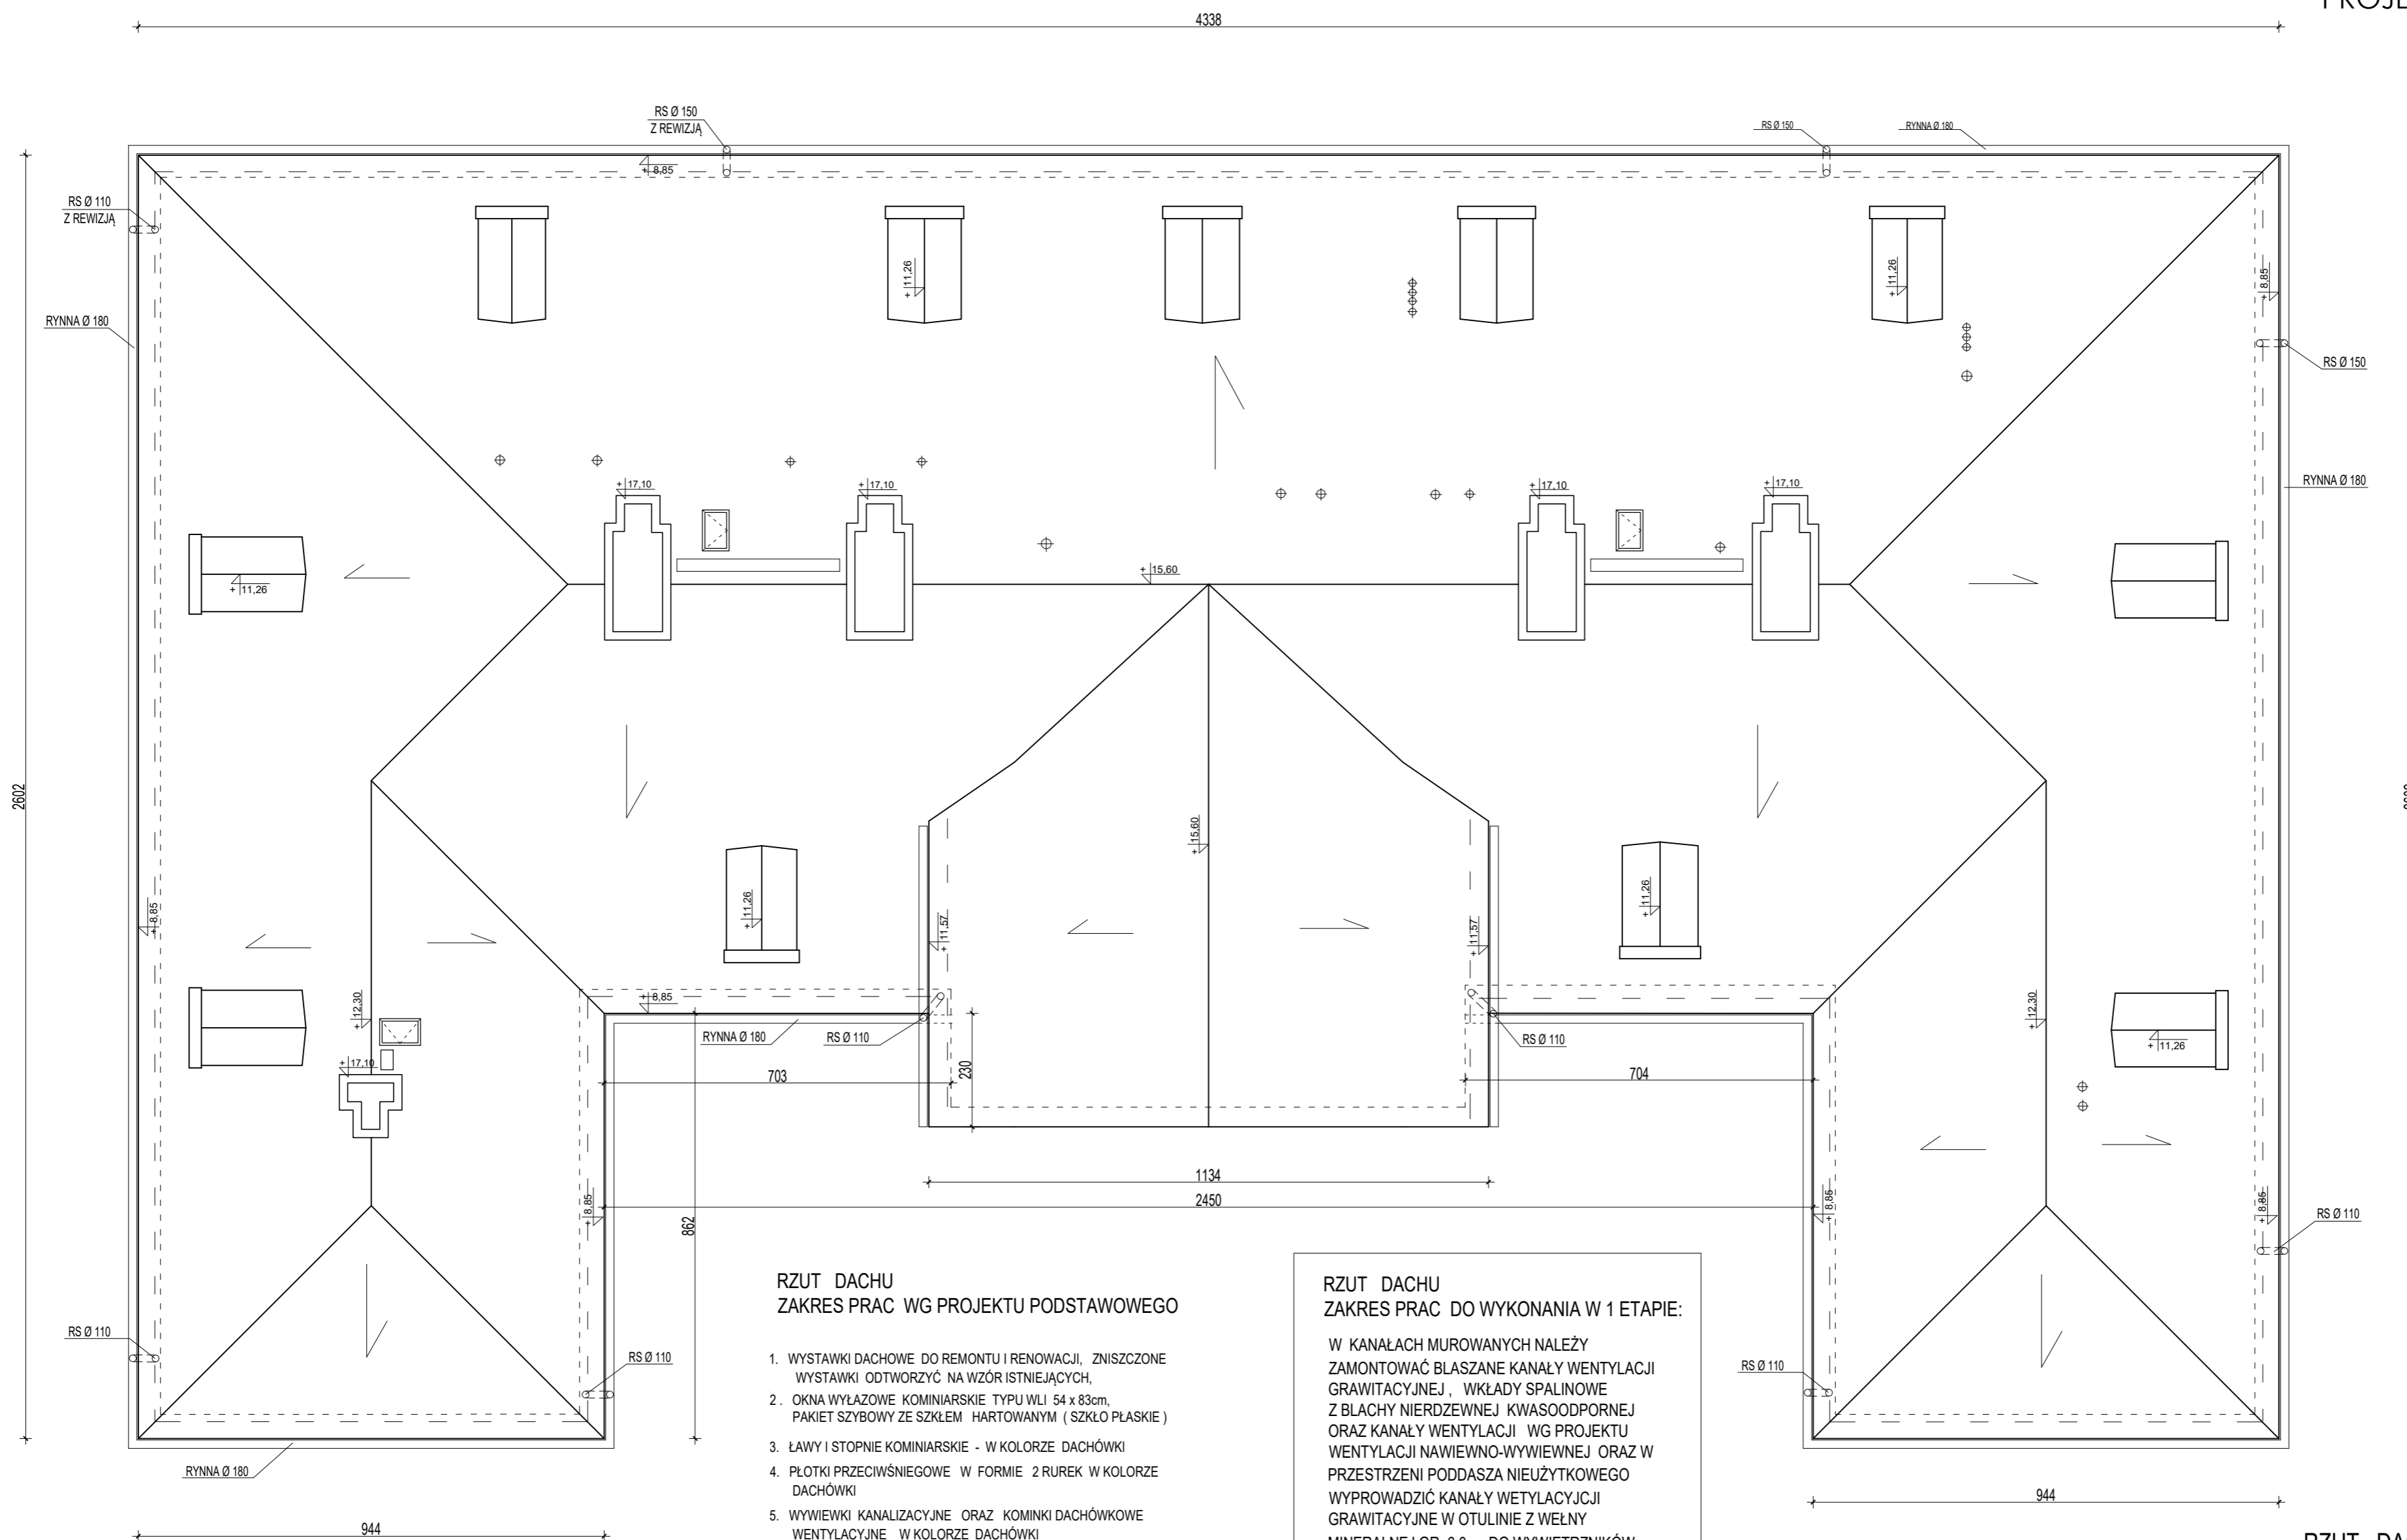 4338
RS Ø 150
Z REWIZJĄ
RS Ø 150
RYNNA Ø 180
+ 8,85
RS Ø 110
Z REWIZJĄ
+ 11,26
+ 11,26
+ 8,85
RYNNA Ø 180
RS Ø 150
+ 17,10
+ 17,10
+ 17,10
+ 17,10
RYNNA Ø 180
+ 15,60
+ 11,26
2602
+ 15,60
+ 11,26
+ 11,26
+ 8,85
+ 11,57
+ 11,57
+ 12,30
+ 8,85
+ 12,30
RYNNA Ø 180
RS Ø 110
RS Ø 110
+ 11,26
+ 17,10
703
230
704
1134
2450
+ 8,85
862
+ 8,85
+ 8,85
RS Ø 110
RZUT DACHU
ZAKRES PRAC WG PROJEKTU PODSTAWOWEGO
1. WYSTAWKI DACHOWE DO REMONTU I RENOWACJI, ZNISZCZONE
WYSTAWKI ODTWORZYĆ NA WZÓR ISTNIEJĄCYCH,
2 . OKNA WYŁAZOWE KOMINIARSKIE TYPU WLI 54 x 83cm,
PAKIET SZYBOWY ZE SZKŁEM HARTOWANYM ( SZKŁO PŁASKIE )
3. ŁAWY I STOPNIE KOMINIARSKIE - W KOLORZE DACHÓWKI
4. PŁOTKI PRZECIWŚNIEGOWE W FORMIE 2 RUREK W KOLORZE
DACHÓWKI
5. WYWIEWKI KANALIZACYJNE ORAZ KOMINKI DACHÓWKOWE
WENTYLACYJNE W KOLORZE DACHÓWKI
RZUT DACHU
ZAKRES PRAC DO WYKONANIA W 1 ETAPIE:
W KANAŁACH MUROWANYCH NALEŻY
ZAMONTOWAĆ BLASZANE KANAŁY WENTYLACJI
GRAWITACYJNEJ , WKŁADY SPALINOWE
Z BLACHY NIERDZEWNEJ KWASOODPORNEJ
ORAZ KANAŁY WENTYLACJI WG PROJEKTU
WENTYLACJI NAWIEWNO-WYWIEWNEJ ORAZ W
PRZESTRZENI PODDASZA NIEUŻYTKOWEGO
WYPROWADZIĆ KANAŁY WETYLACYJCJI
GRAWITACYJNE W OTULINIE Z WEŁNY
RS Ø 110
RS Ø 110
RS Ø 110
RYNNA Ø 180
944
944